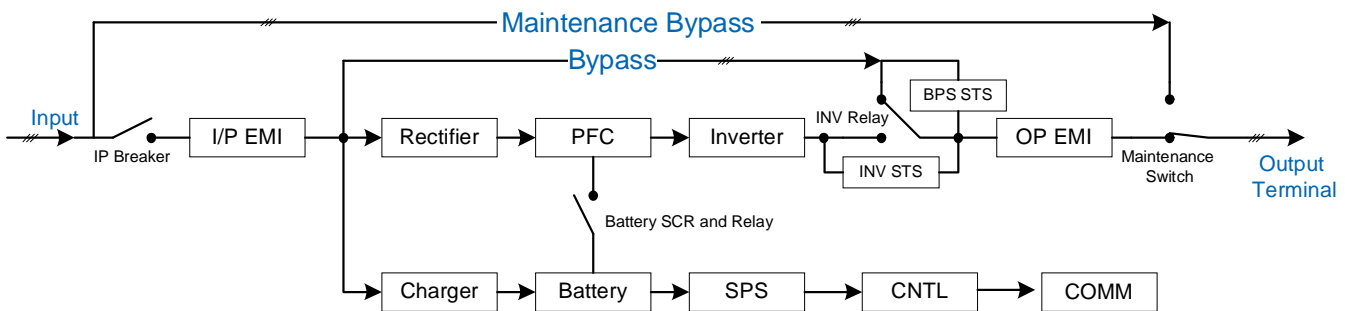 Maintenance Bypass
Bypass
BPS STS
Input
INV Relay
I/P EMI
Rectifier
PFC
Inverter
OP EMI
IP Breaker
INV STS
Maintenance
Switch
Output
Terminal
Battery SCR and Relay
Charger
Battery
SPS
CNTL
COMM